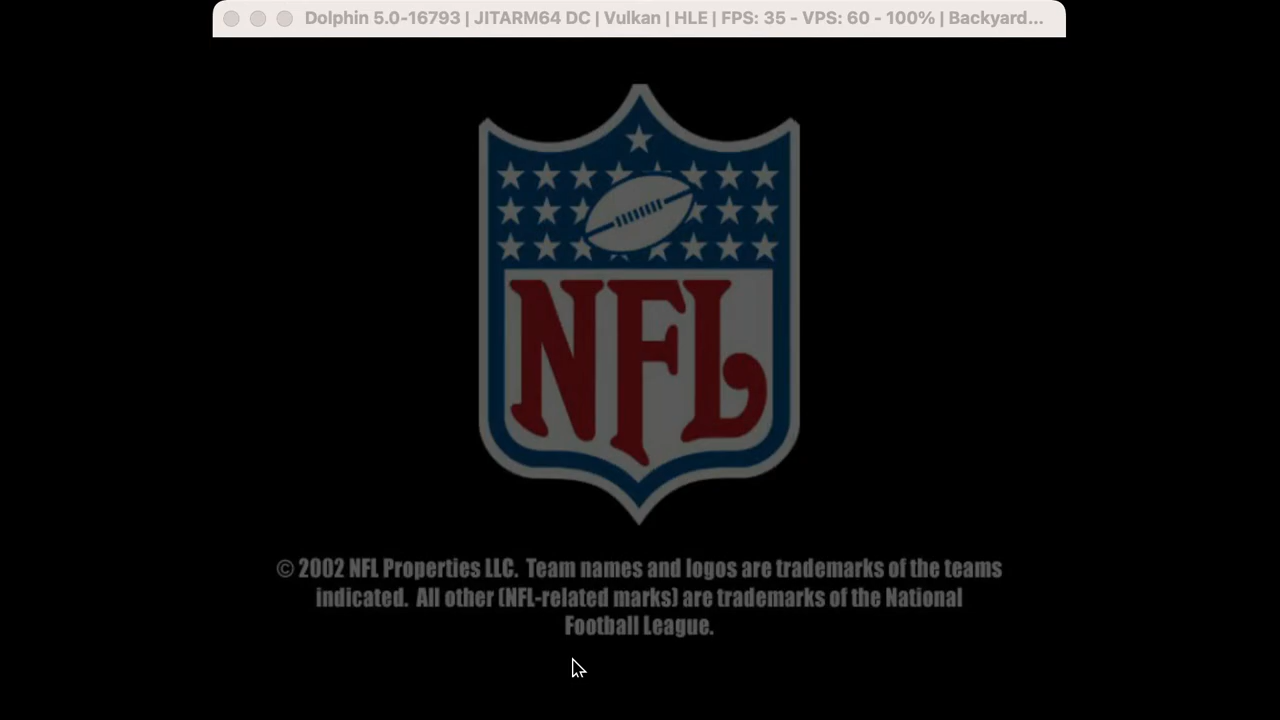 Dolphin 5.0-16793 | JITARM64 DC | Vulkan | HLE | FPS: 35 - VPS: 60 - 100% | Backyard...
NFL
© 2002 NFL Properties LLC. Team names and logos are trademarks of the teams
indicated. All other (NFL-related marks) are trademarks of the National
Football League.